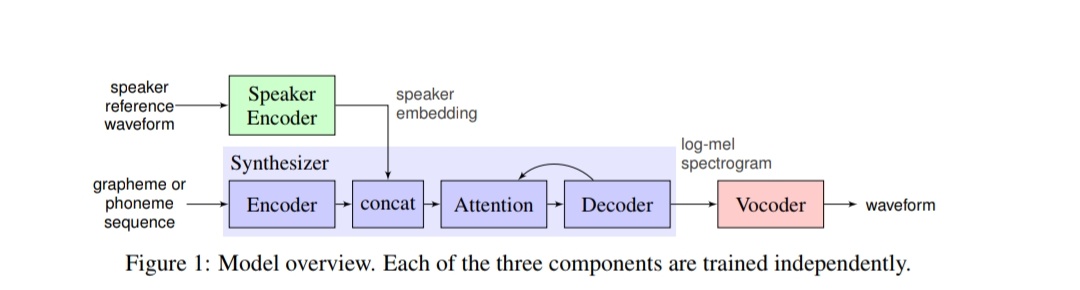 speaker
reference
waveform
Speaker
Encoder
speaker
embedding
Synthesizer
log-mel
spectrogram
grapheme or
phoneme
sequence
Encoder
concat
Attention
Decoder
Vocoder
waveform
Figure 1: Model overview. Each of the three components are trained independently.